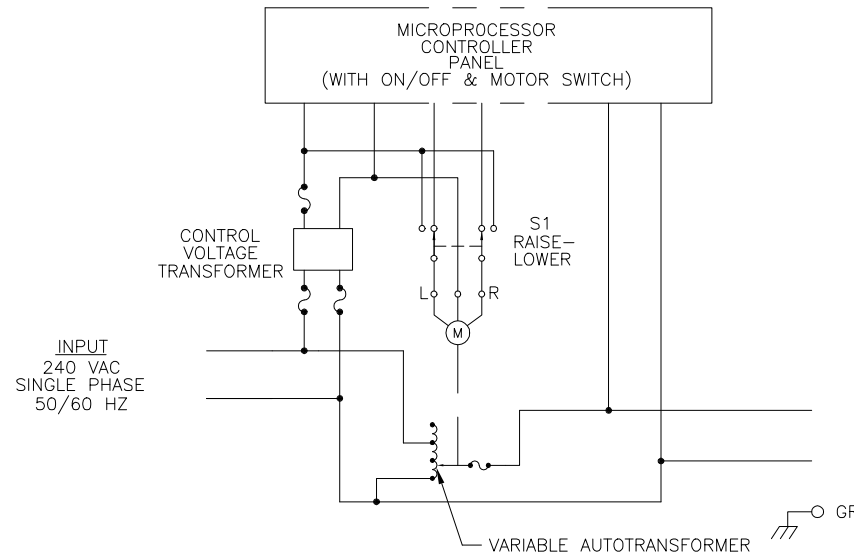 MICROPROCESSOR
CONTROLLER
PANEL
(WITH ON/OFF & MOTOR SWITCH)
CONTROL
VOLTAGE
TRANSFORMER
S1
RAISE-
LOWER
L
R
M
INPUT
240 VAC
SINGLE PHASE
50/60 HZ
VARIABLE AUTOTRANSFORMER